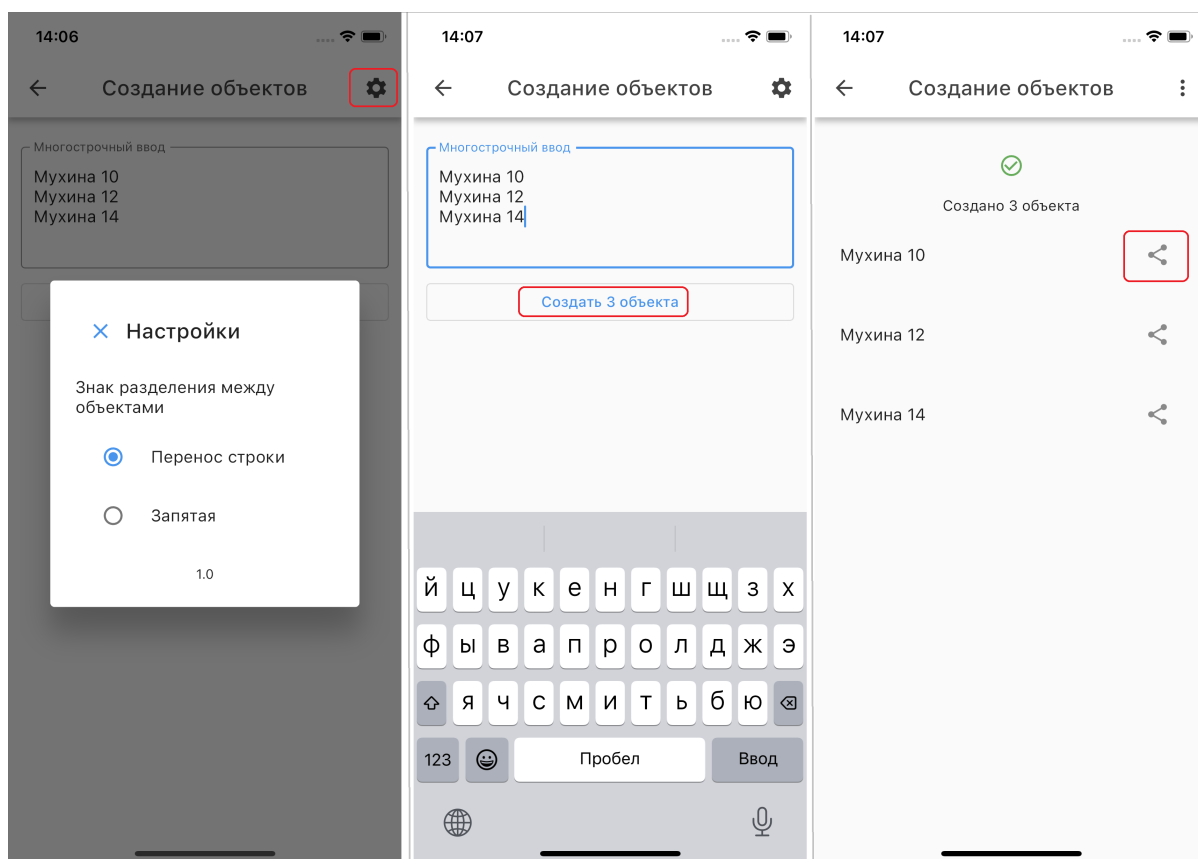 14:06
Создание объектов
Многострочный ввод
Мухина 10
Мухина 12
Мухина 14
Настройки
Знак разделения между
объектами
Перенос строки
Запятая
1.0
14:07
Создание объектов
Многострочный ввод
Мухина 10
Мухина 12
Мухина 14
Создать 3 объекта
й ц у к е н г ш щ з х
ф ы в а п р о л д ж э
я ч с м и т ь б ю
123 Пробел Ввод
14:07
Создание объектов
Создано 3 объекта
Мухина 10
Мухина 12
Мухина 14